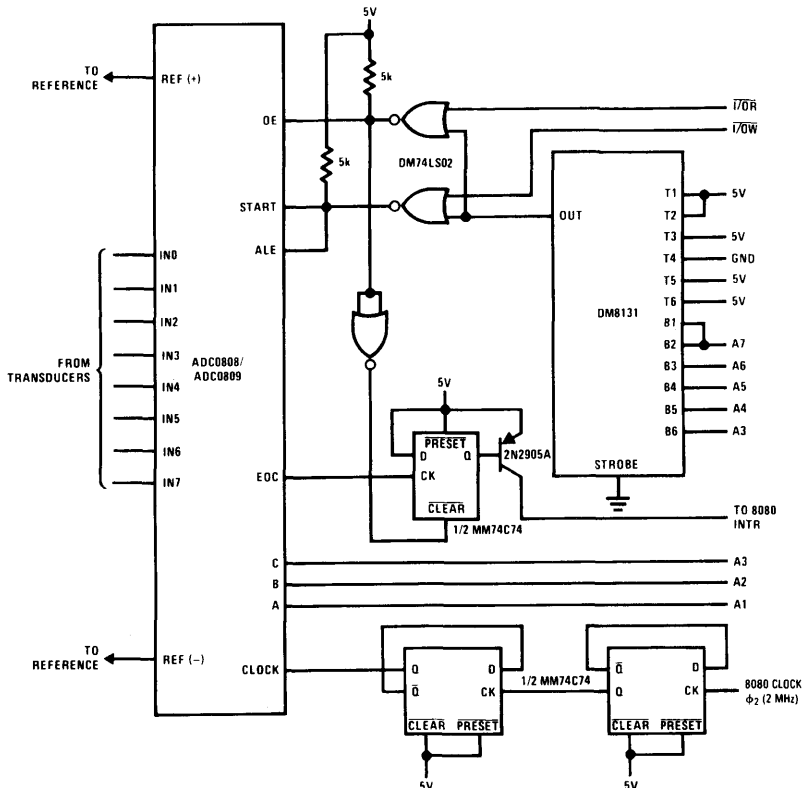 5V
TO REFERENCE
REF (+)
5k
OE
I/OR
I/OW
DM74LS02
5k
START
ALE
OUT
T1
5V
T2
T3
5V
T4
GND
T5
5V
T6
5V
DM8131
B1
B2
A7
B3
A6
B4
A5
B5
A4
B6
A3
STROBE
IN0
IN1
IN2
IN3
IN4
IN5
IN6
IN7
FROM TRANSDUCERS
ADC0808/
ADC0809
5V
PRESET
D
Q
2N2905A
EOC
CK
CLEAR
1/2 MM74C74
TO 8080
INTR
C
A3
B
A2
A
A1
TO REFERENCE
REF (−)
CLOCK
Q
D
Q
CK
CLEAR
PRESET
5V
1/2 MM74C74
Q
D
Q
CK
CLEAR
PRESET
5V
8080 CLOCK
ϕ2 (2 MHz)